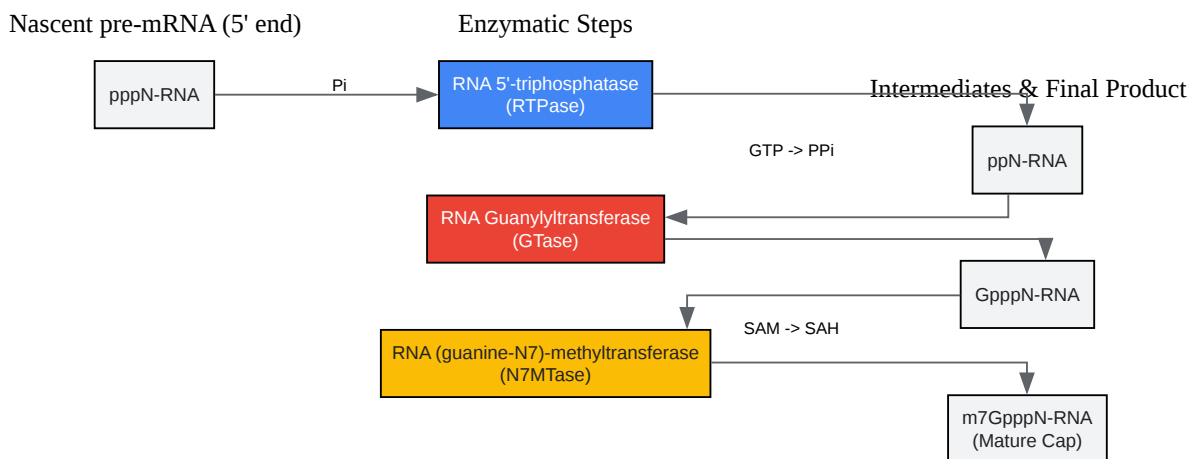 Nascent pre-mRNA (5' end)
Enzymatic Steps
pppN-RNA
Pi
RNA 5'-triphosphatase
(RTPase)
Intermediates & Final Product
GTP -> PPi
ppN-RNA
RNA Guanylyltransferase
(GTase)
GpppN-RNA
SAM -> SAH
RNA (guanine-N7)-methyltransferase
(N7MTase)
m7GpppN-RNA
(Mature Cap)